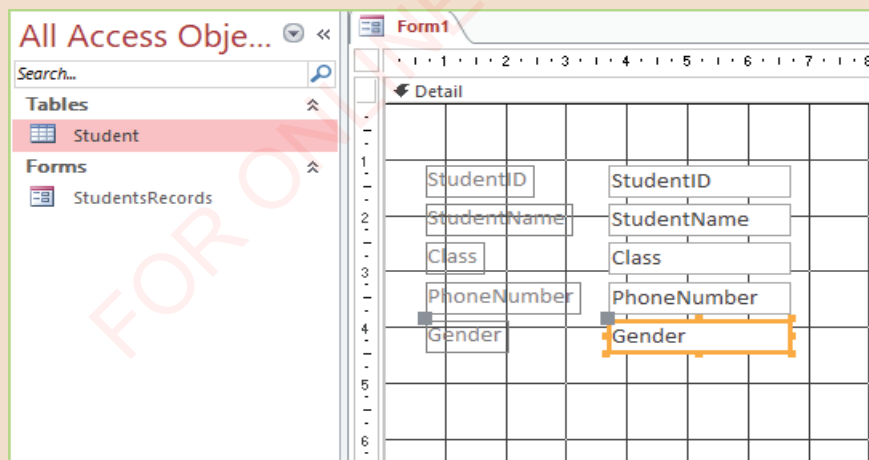 All Access Obje...
Search...
Tables
Student
Forms
StudentsRecords
Form1
1 2 3 4 5 6 7 8
Detail
1
StudentID StudentID
2
StudentName StudentName
Class Class
3
PhoneNumber PhoneNumber
4
Gender Gender
5
6
FOR ONLINE